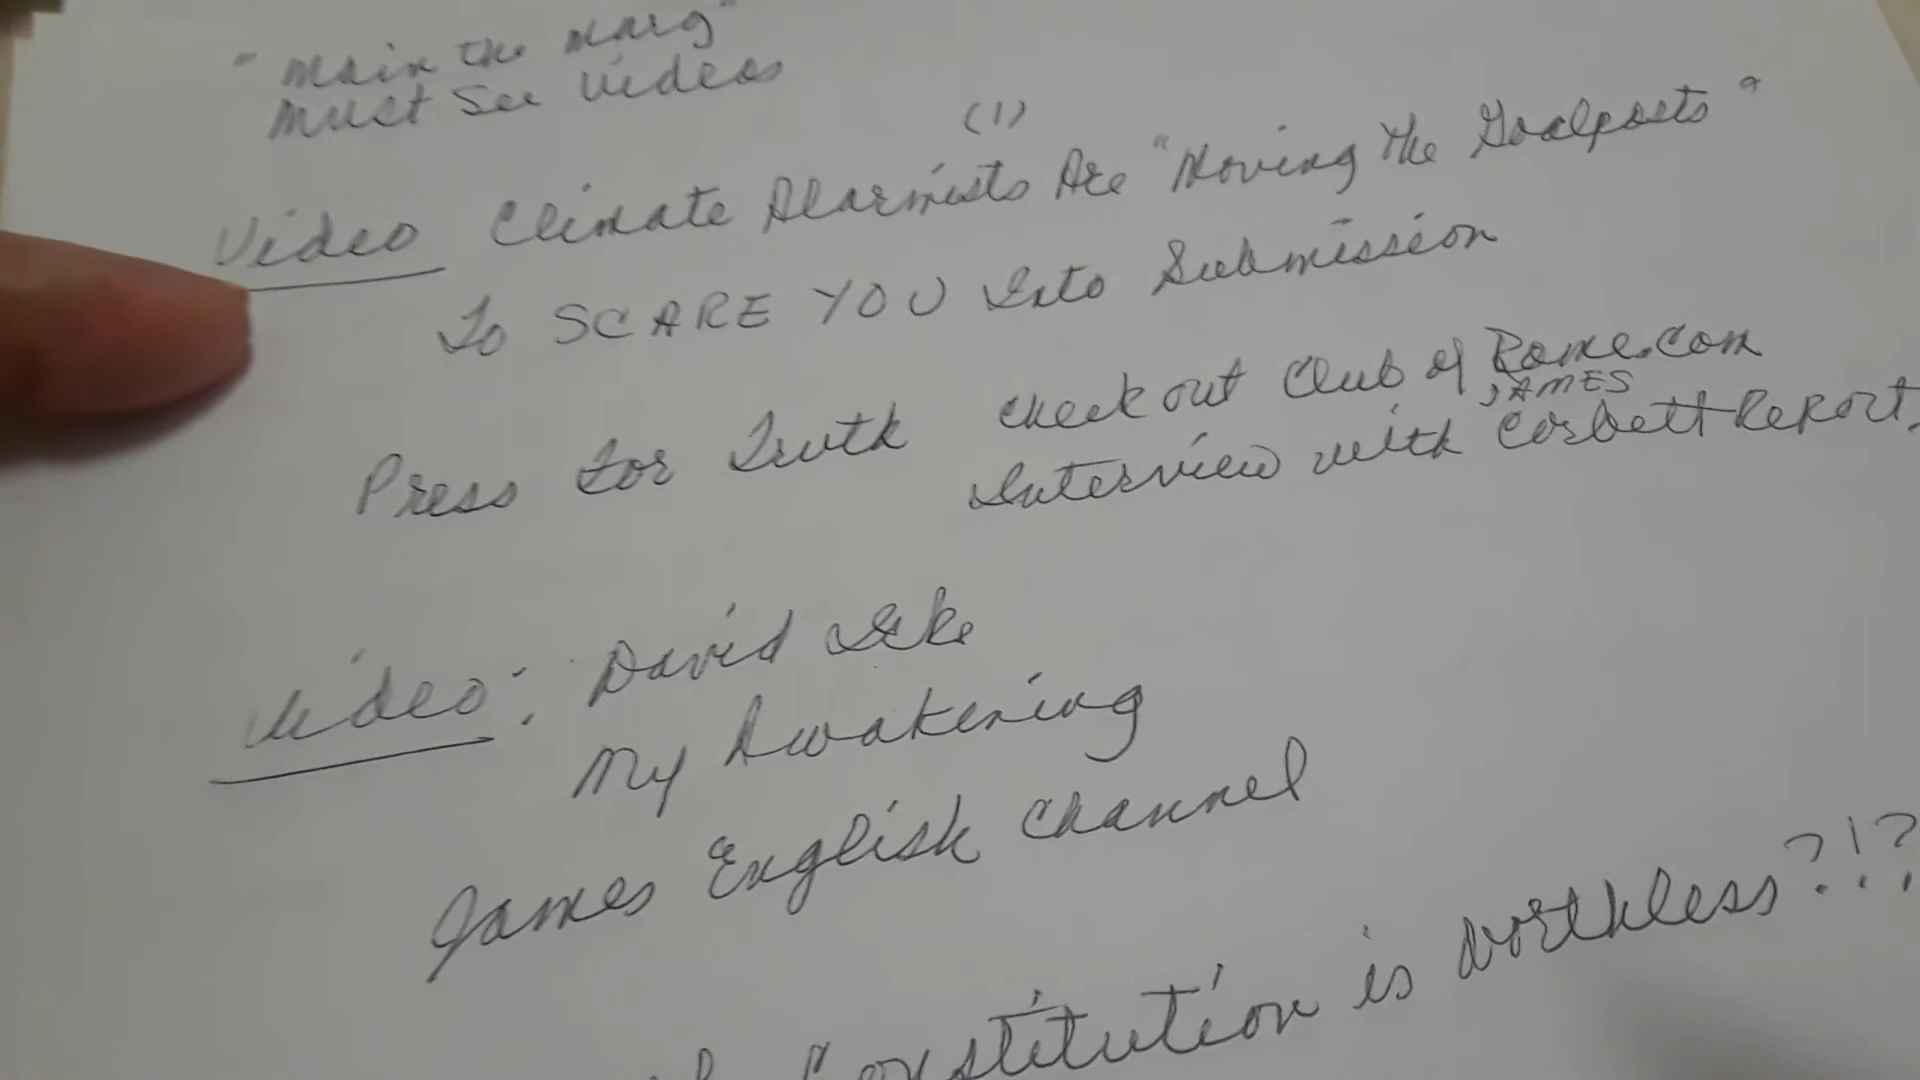 "Main the Marg"
Must See Videos
(1)
Video Climate Alarmists Are "Moving The Goalposts"
To SCARE YOU Into Submission
Press For Truth check out Club of Rome.com
Interview with JAMES Corbett Report.
Video: David Icke
My Awakening
James English Channel
Constitution is worthless?!?